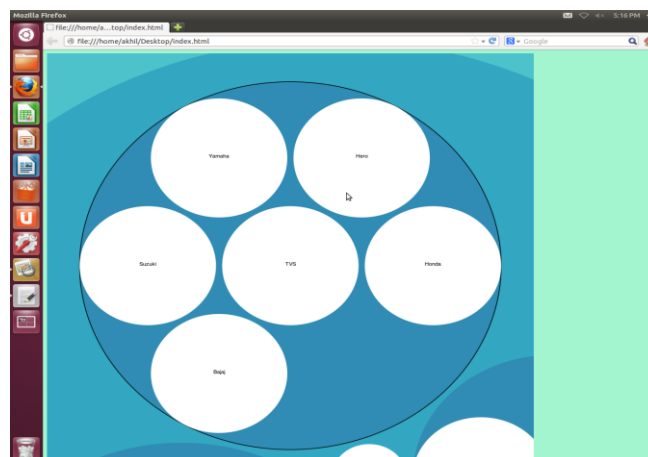 Mozilla Firefox
5:16 PM
file:///home/a...top/index.html
file:///home/akhil/Desktop/index.html
Google
Yamaha
Hero
Suzuki
TVS
Honda
Bajaj